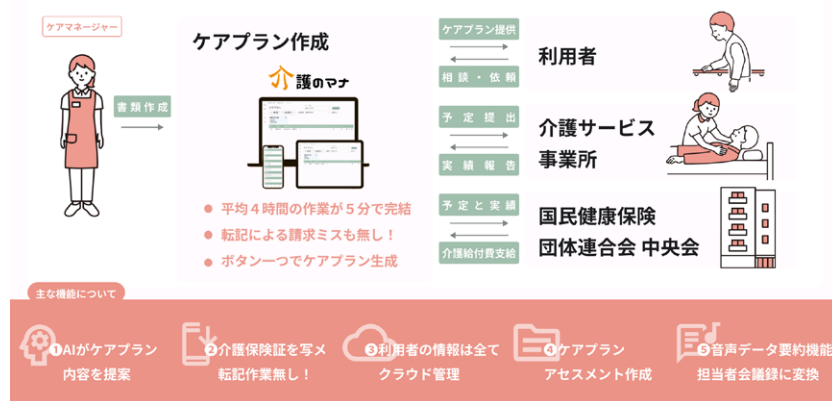 ケアマネージャー
書類作成
ケアプラン作成
介護のマナ
平均4時間の作業が5分で完結
転記による請求ミスも無し！
ボタン一つでケアプラン生成
ケアプラン提供
相談・依頼
利用者
予定提出
実績報告
介護サービス
事業所
予定と実績
介護給付費支給
国民健康保険
団体連合会 中央会
主な機能について
❶AIがケアプラン
内容を提案
❷介護保険証を写メ
転記作業無し！
❸利用者の情報は全て
クラウド管理
❹ケアプラン
アセスメント作成
❺音声データ要約機能
担当者会議録に変換